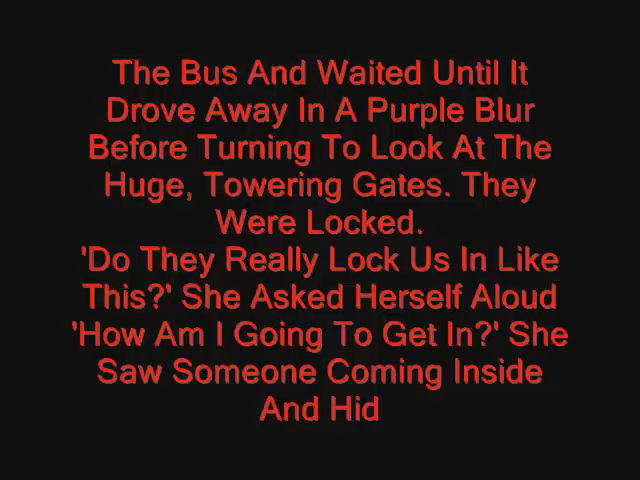 The Bus And Waited Until It
Drove Away In A Purple Blur
Before Turning To Look At The
Huge, Towering Gates. They
Were Locked.
'Do They Really Lock Us In Like
This?' She Asked Herself Aloud
'How Am I Going To Get In?' She
Saw Someone Coming Inside
And Hid